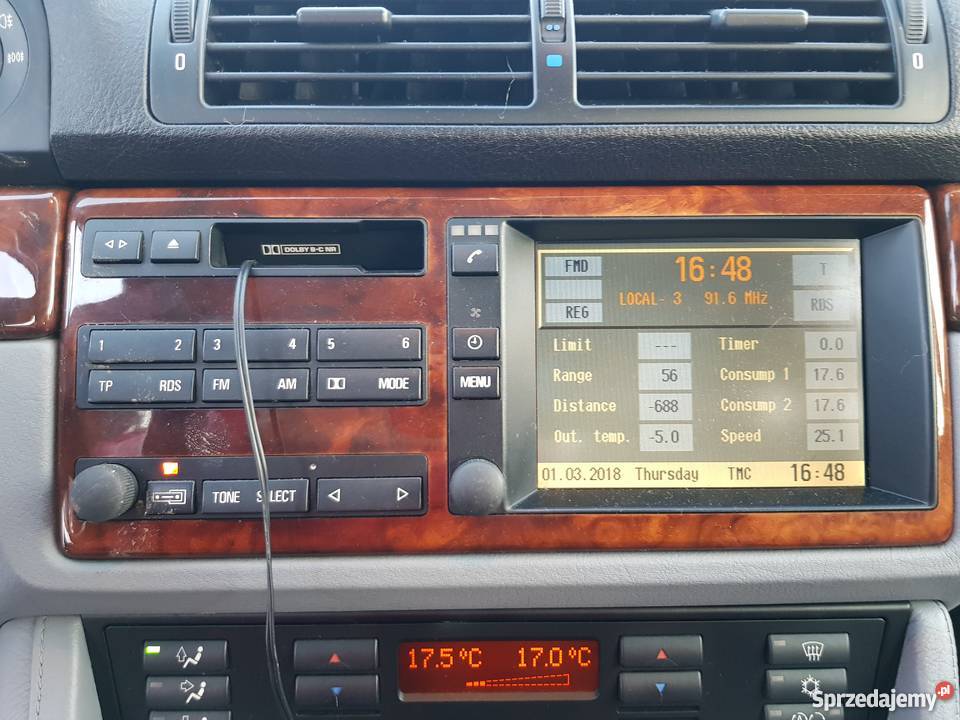 0 0
DOLBY B-C NR
1 2 3 4 5 6
TP RDS FM AM MODE
TONE SELECT
MENU
FMD 16:48 T
LOCAL- 3 91.6 MHz RDS
REG
Limit --- Timer 0.0
Range 56 Consump 1 17.6
Distance -688 Consump 2 17.6
Out. temp. -5.0 Speed 25.1
01.03.2018 Thursday TMC 16:48
17.5°C 17.0°C
Sprzedajemy.pl